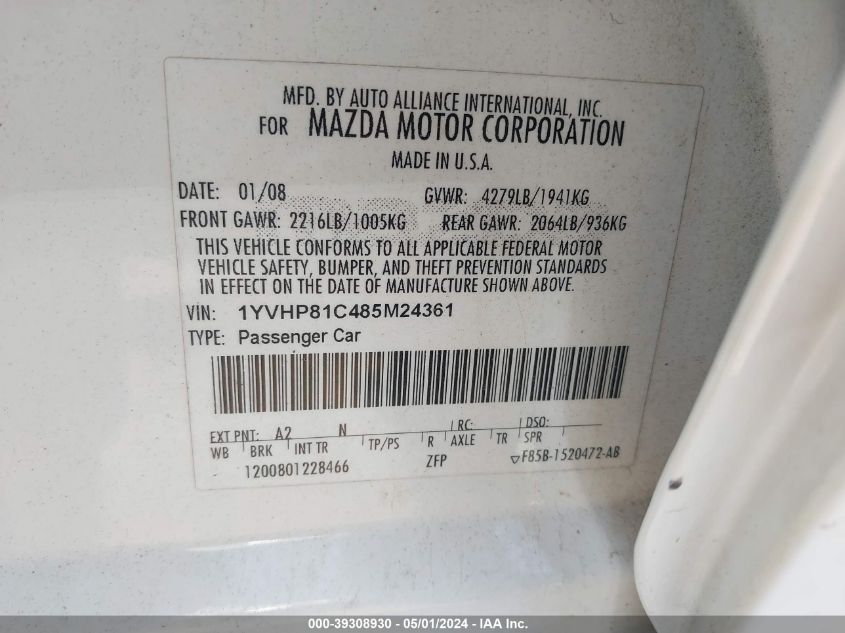 MFD. BY AUTO ALLIANCE INTERNATIONAL, INC.
FOR MAZDA MOTOR CORPORATION
MADE IN U.S.A.
DATE: 01/08 GVWR: 4279LB/1941KG
FRONT GAWR: 2216LB/1005KG REAR GAWR: 2064LB/936KG
THIS VEHICLE CONFORMS TO ALL APPLICABLE FEDERAL MOTOR
VEHICLE SAFETY, BUMPER, AND THEFT PREVENTION STANDARDS
IN EFFECT ON THE DATE OF MANUFACTURE SHOWN ABOVE.
VIN: 1YVHP81C485M24361
TYPE: Passenger Car
EXT PNT: A2 N RC: DSO:
WB BRK INT TR TP/PS R AXLE TR SPR
1200801228466 ZFP ▽F85B-1520472-AB
000-39308930 - 05/01/2024 - IAA Inc.